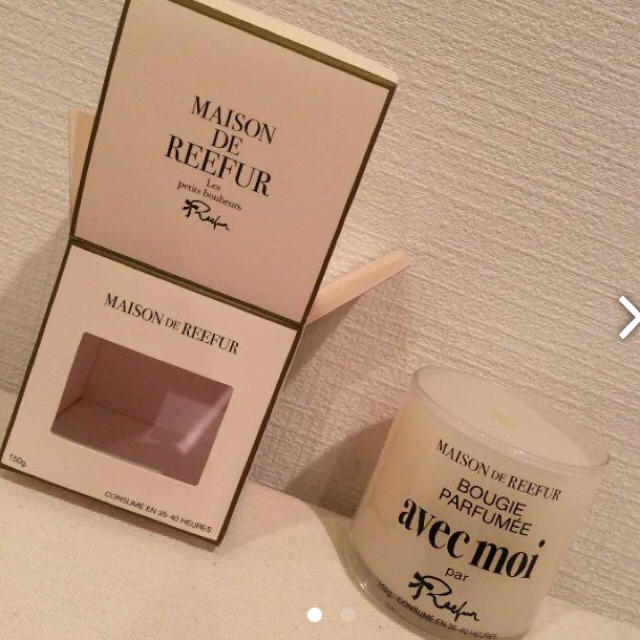 MAISON
DE
REEFUR
Les
petits bonheurs
Reefur
MAISON DE REEFUR
150g.
CONSUME EN 35-40 HEURES
MAISON DE REEFUR
BOUGIE
PARFUMÉE
avec moi
par
Reefur
150g. CONSUME EN 35-40 HEURES